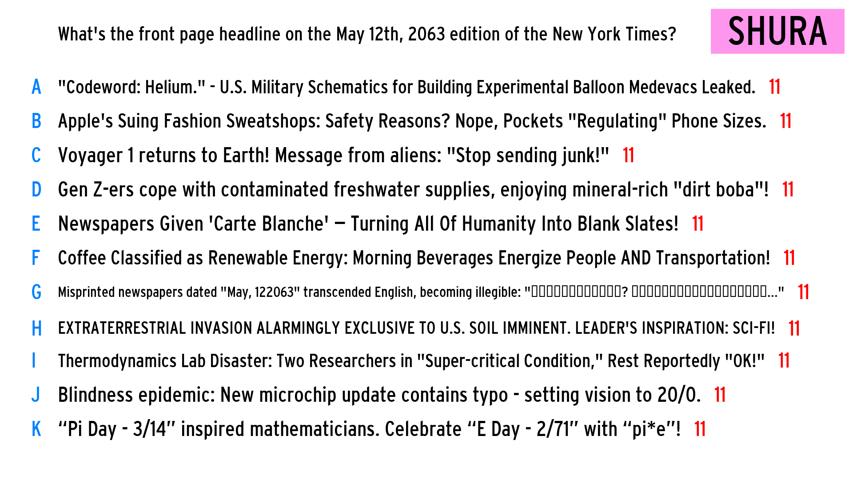 What's the front page headline on the May 12th, 2063 edition of the New York Times?
SHURA
A "Codeword: Helium." - U.S. Military Schematics for Building Experimental Balloon Medevacs Leaked. 11
B Apple's Suing Fashion Sweatshops: Safety Reasons? Nope, Pockets "Regulating" Phone Sizes. 11
C Voyager 1 returns to Earth! Message from aliens: "Stop sending junk!" 11
D Gen Z-ers cope with contaminated freshwater supplies, enjoying mineral-rich "dirt boba"! 11
E Newspapers Given 'Carte Blanche' – Turning All Of Humanity Into Blank Slates! 11
F Coffee Classified as Renewable Energy: Morning Beverages Energize People AND Transportation! 11
G Misprinted newspapers dated "May, 122063" transcended English, becoming illegible: "▯▯▯▯▯▯▯▯▯▯▯▯▯? ▯▯▯▯▯▯▯▯▯▯▯▯▯▯▯▯▯▯▯..." 11
H EXTRATERRESTRIAL INVASION ALARMINGLY EXCLUSIVE TO U.S. SOIL IMMINENT. LEADER'S INSPIRATION: SCI-FI! 11
I Thermodynamics Lab Disaster: Two Researchers in "Super-critical Condition," Rest Reportedly "OK!" 11
J Blindness epidemic: New microchip update contains typo - setting vision to 20/0. 11
K “Pi Day - 3/14” inspired mathematicians. Celebrate “E Day - 2/71” with “pi*e”! 11